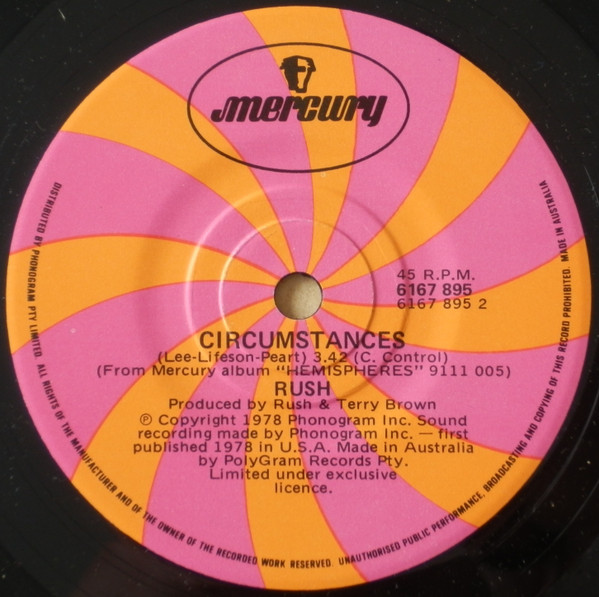 mercury
45 R.P.M.
6167 895
6167 895 2
CIRCUMSTANCES
(Lee-Lifeson-Peart) 3.42 (C. Control)
(From Mercury album “HEMISPHERES” 9111 005)
RUSH
Produced by Rush & Terry Brown
℗ Copyright 1978 Phonogram Inc. Sound
recording made by Phonogram Inc. — first
published 1978 in U.S.A. Made in Australia
by PolyGram Records Pty.
Limited under exclusive
licence.
DISTRIBUTED BY PHONOGRAM PTY LIMITED. ALL RIGHTS OF THE MANUFACTURER AND OF THE OWNER OF THE RECORDED WORK RESERVED. UNAUTHORISED PUBLIC PERFORMANCE, BROADCASTING AND COPYING OF THIS RECORD PROHIBITED. MADE IN AUSTRALIA